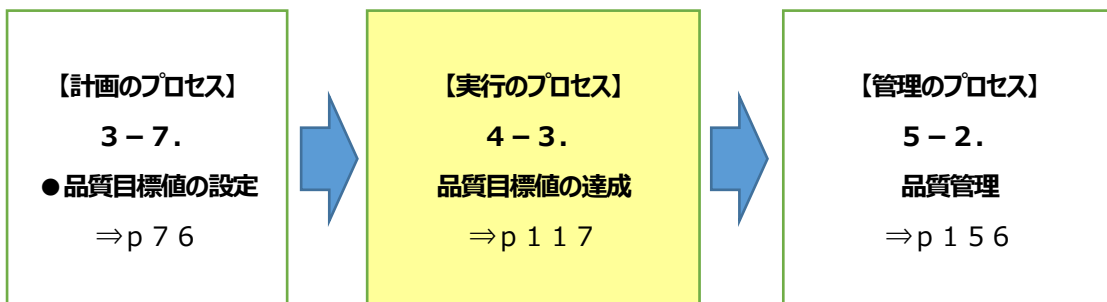 【計画のプロセス】
３－７．
●品質目標値の設定
⇒p７６
【実行のプロセス】
４－３．
品質目標値の達成
⇒p１１７
【管理のプロセス】
５－２．
品質管理
⇒p１５６